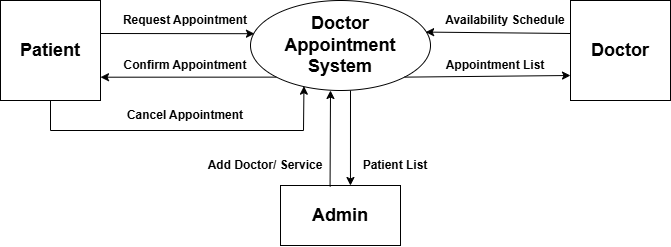 Request Appointment
Doctor
Appointment
System
Availability Schedule
Patient
Doctor
Confirm Appointment
Appointment List
Cancel Appointment
Add Doctor/ Service
Patient List
Admin